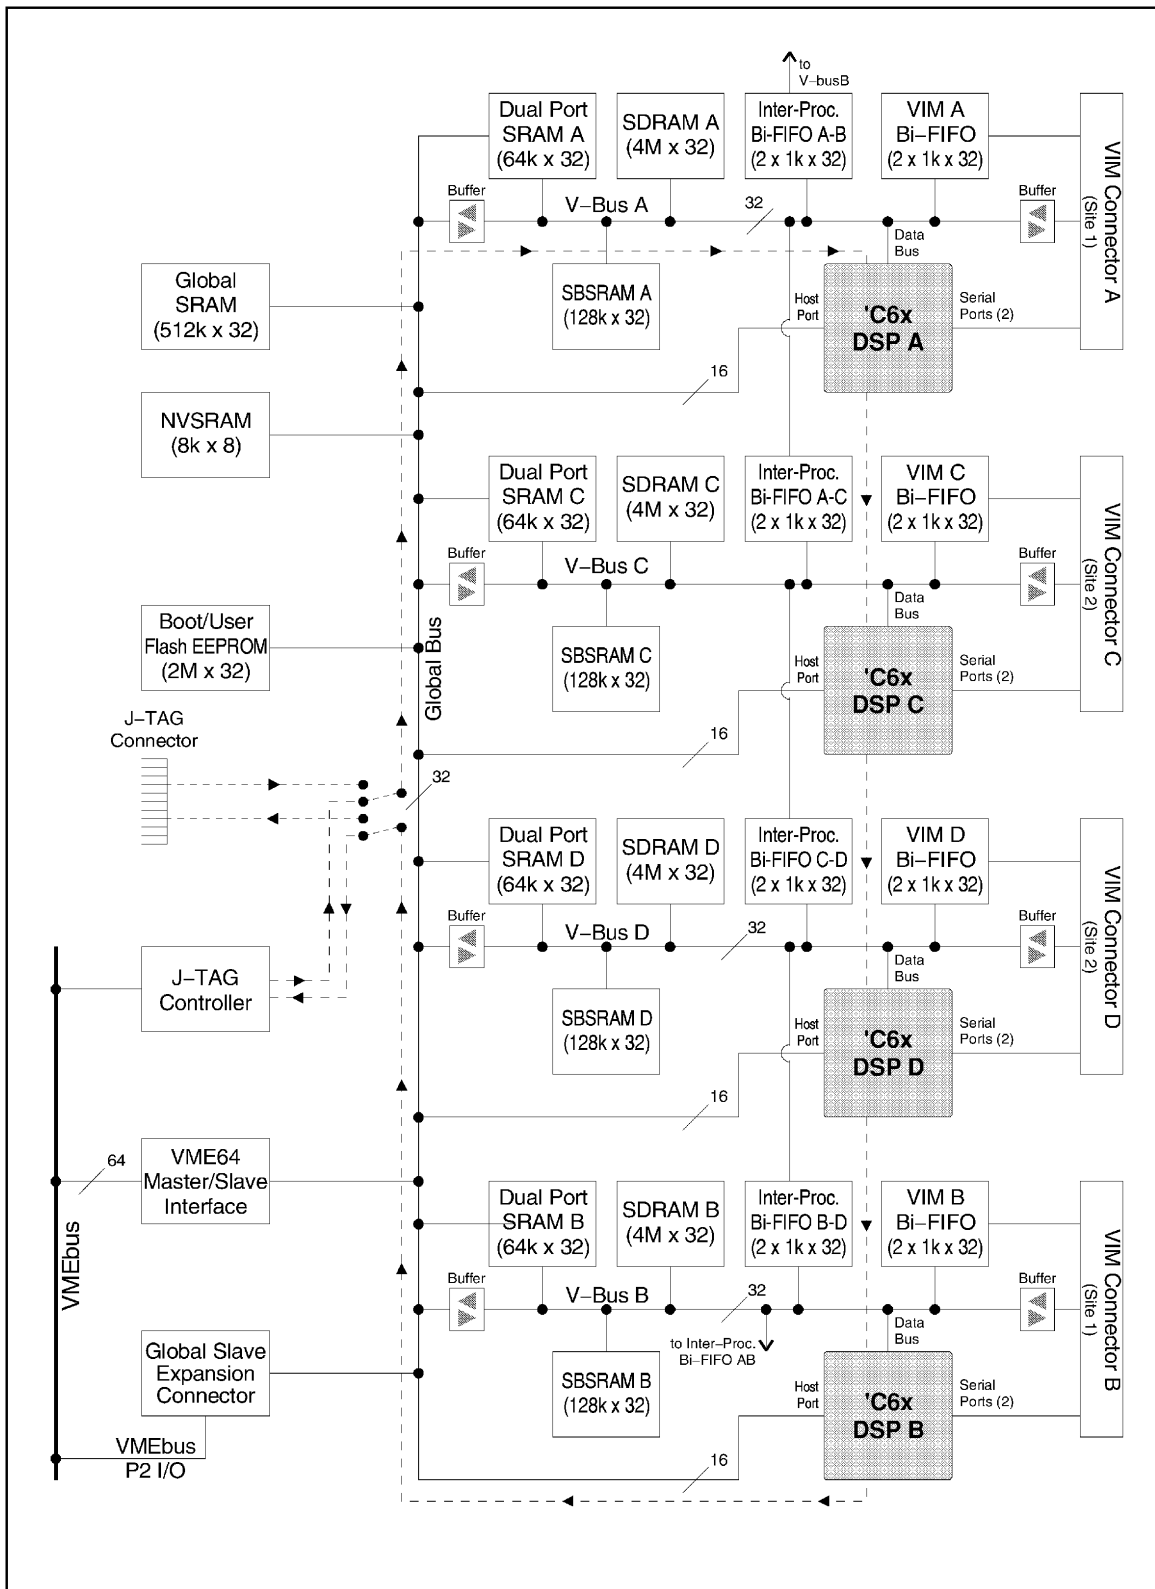 to
V-busB
Dual Port
SRAM A
(64k x 32)
SDRAM A
(4M x 32)
Inter-Proc.
Bi-FIFO A-B
(2 x 1k x 32)
VIM A
Bi–FIFO
(2 x 1k x 32)
VIM Connector A
(Site 1)
Buffer
V–Bus A
32
Buffer
Data
Bus
Global
SRAM
(512k x 32)
SBSRAM A
(128k x 32)
Host
Port
'C6x
DSP A
Serial
Ports (2)
16
NVSRAM
(8k x 8)
Dual Port
SRAM C
(64k x 32)
SDRAM C
(4M x 32)
Inter-Proc.
Bi-FIFO A-C
(2 x 1k x 32)
VIM C
Bi–FIFO
(2 x 1k x 32)
VIM Connector C
(Site 2)
Buffer
V–Bus C
Buffer
Data
Bus
Boot/User
Flash EEPROM
(2M x 32)
Global Bus
SBSRAM C
(128k x 32)
Host
Port
'C6x
DSP C
Serial
Ports (2)
16
J–TAG
Connector
32
Dual Port
SRAM D
(64k x 32)
SDRAM D
(4M x 32)
Inter-Proc.
Bi-FIFO C-D
(2 x 1k x 32)
VIM D
Bi–FIFO
(2 x 1k x 32)
VIM Connector D
(Site 2)
Buffer
V–Bus D
32
Buffer
Data
Bus
J–TAG
Controller
SBSRAM D
(128k x 32)
Host
Port
'C6x
DSP D
Serial
Ports (2)
16
64
VME64
Master/Slave
Interface
VMEbus
Dual Port
SRAM B
(64k x 32)
SDRAM B
(4M x 32)
Inter-Proc.
Bi-FIFO B-D
(2 x 1k x 32)
VIM B
Bi–FIFO
(2 x 1k x 32)
VIM Connector B
(Site 1)
Buffer
V–Bus B
32
Buffer
Data
Bus
to Inter–Proc.
Bi–FIFO AB
Global Slave
Expansion
Connector
SBSRAM B
(128k x 32)
Host
Port
'C6x
DSP B
Serial
Ports (2)
VMEbus
P2 I/O
16